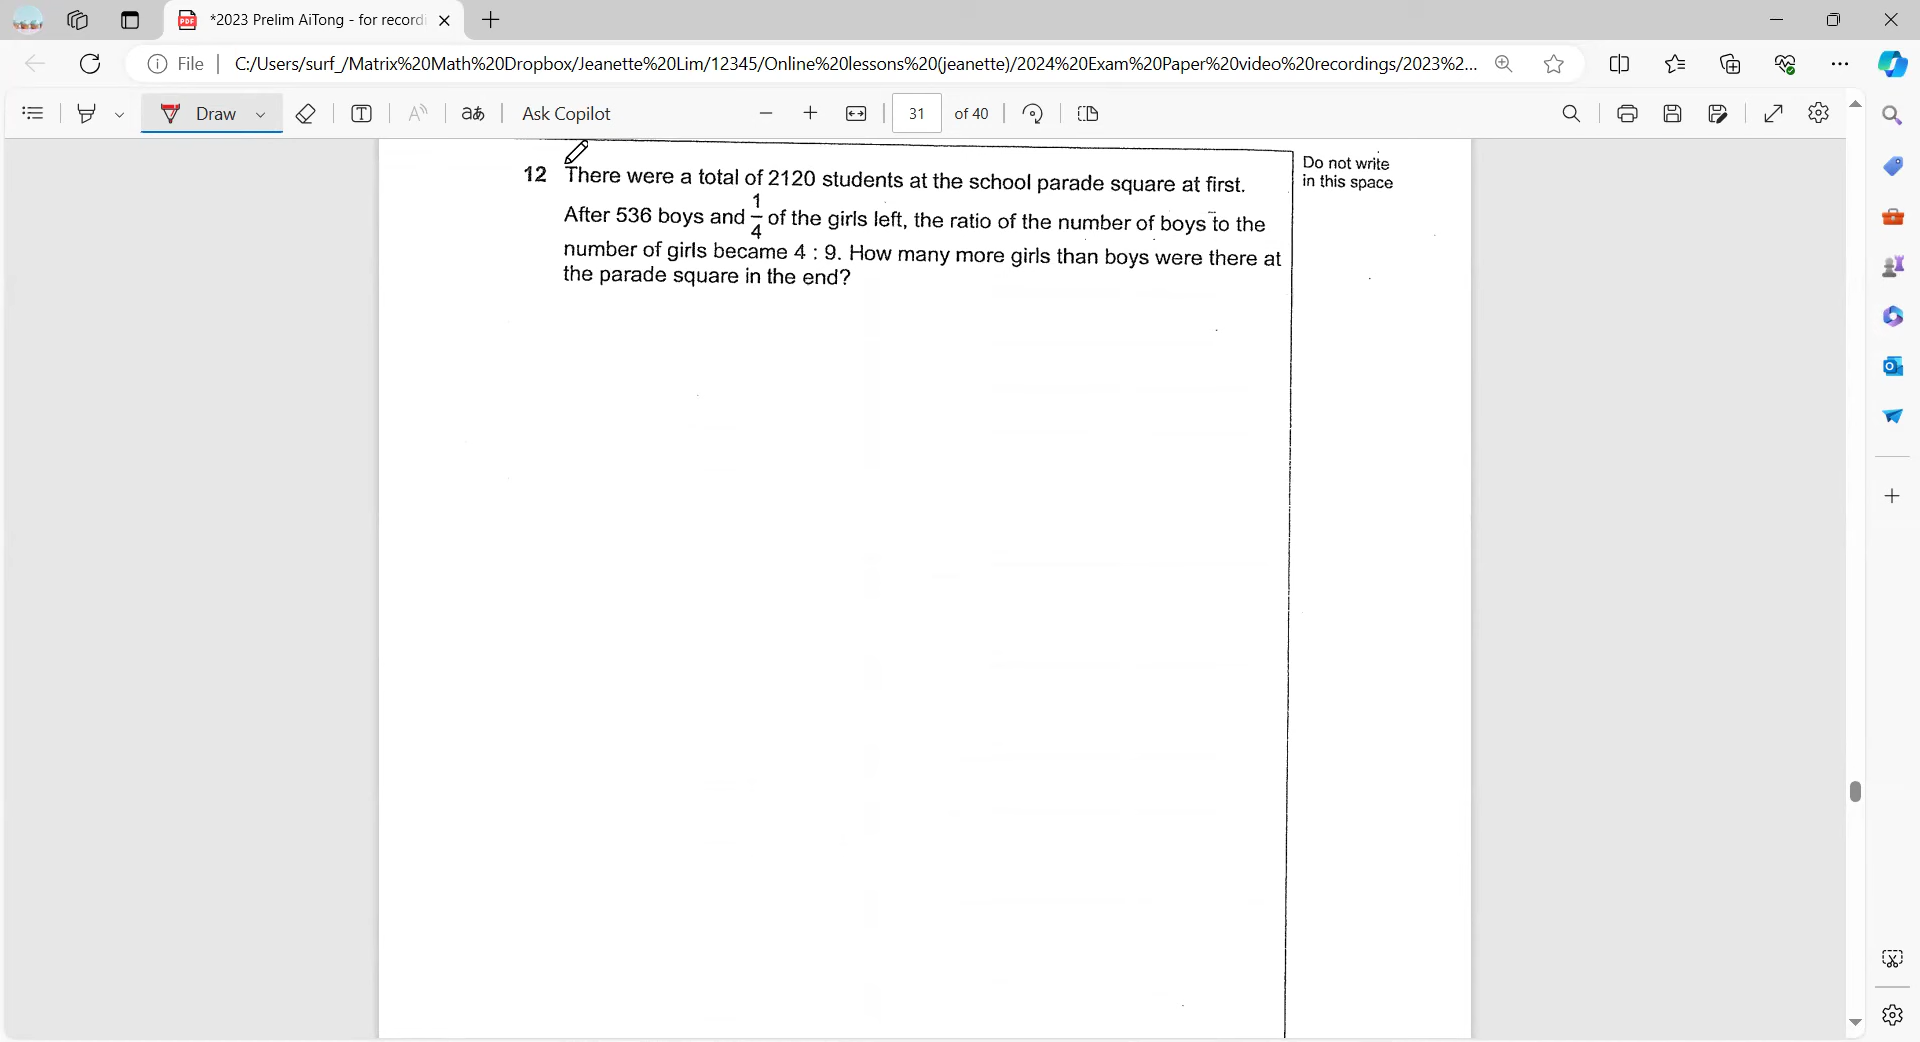 *2023 Prelim AiTong - for recordi
File
C:/Users/surf_/Matrix%20Math%20Dropbox/Jeanette%20Lim/12345/Online%20lessons%20(jeanette)/2024%20Exam%20Paper%20video%20recordings/2023%2...
Draw
Ask Copilot
31 of 40
Do not write
in this space
12 There were a total of 2120 students at the school parade square at first.
After 536 boys and 1/4 of the girls left, the ratio of the number of boys to the
number of girls became 4 : 9. How many more girls than boys were there at
the parade square in the end?